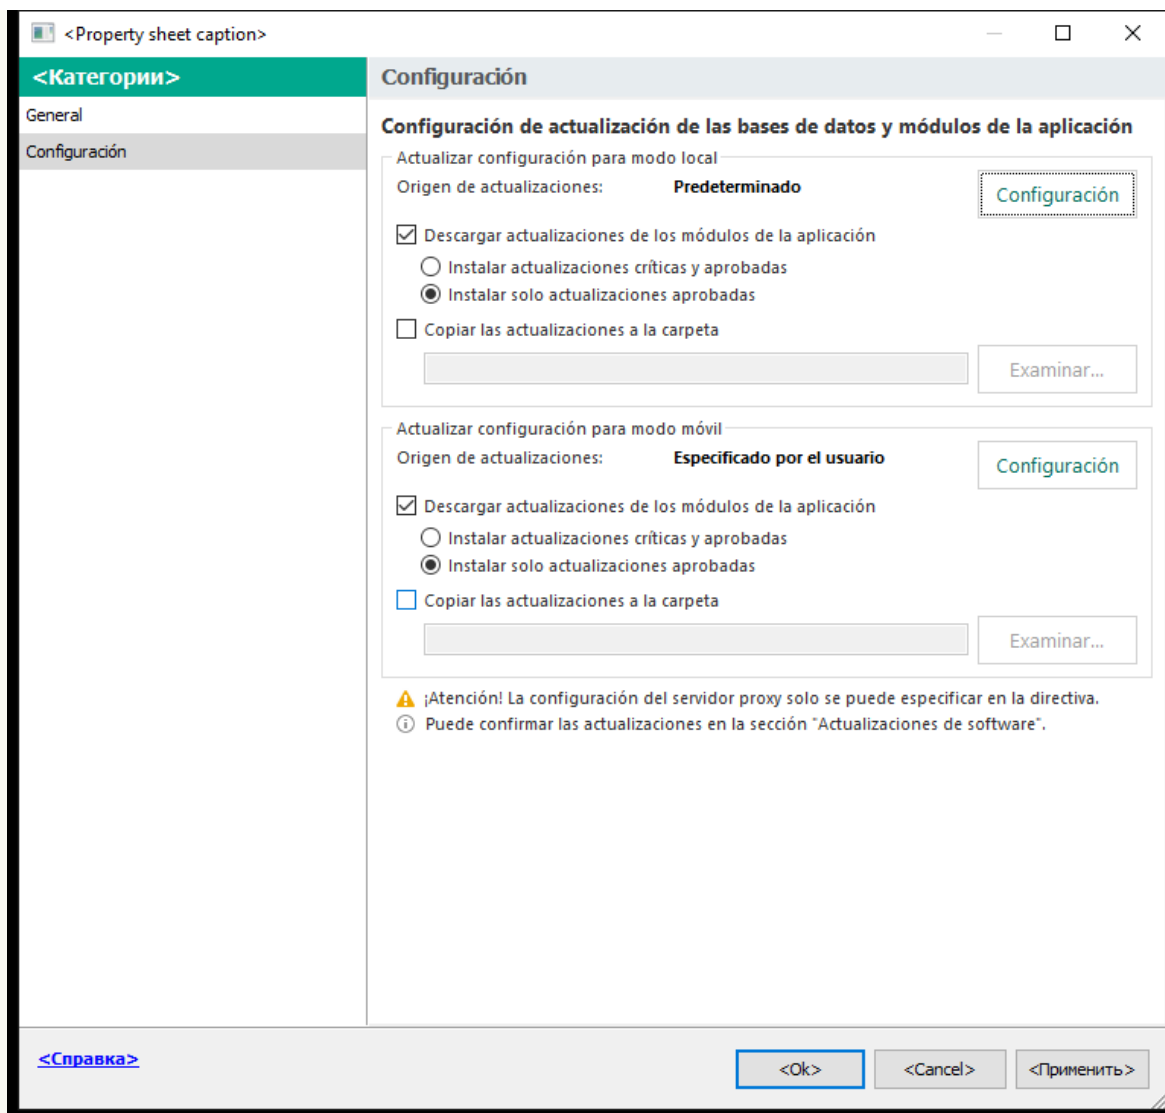 <Property sheet caption>
<Категории>
General
Configuración
Configuración
Configuración de actualización de las bases de datos y módulos de la aplicación
Actualizar configuración para modo local
Origen de actualizaciones: Predeterminado
Configuración
Descargar actualizaciones de los módulos de la aplicación
Instalar actualizaciones críticas y aprobadas
Instalar solo actualizaciones aprobadas
Copiar las actualizaciones a la carpeta
Examinar...
Actualizar configuración para modo móvil
Origen de actualizaciones: Especificado por el usuario
Configuración
Descargar actualizaciones de los módulos de la aplicación
Instalar actualizaciones críticas y aprobadas
Instalar solo actualizaciones aprobadas
Copiar las actualizaciones a la carpeta
Examinar...
¡Atención! La configuración del servidor proxy solo se puede especificar en la directiva.
Puede confirmar las actualizaciones en la sección "Actualizaciones de software".
<Справка>
<Ok> <Cancel> <Применить>